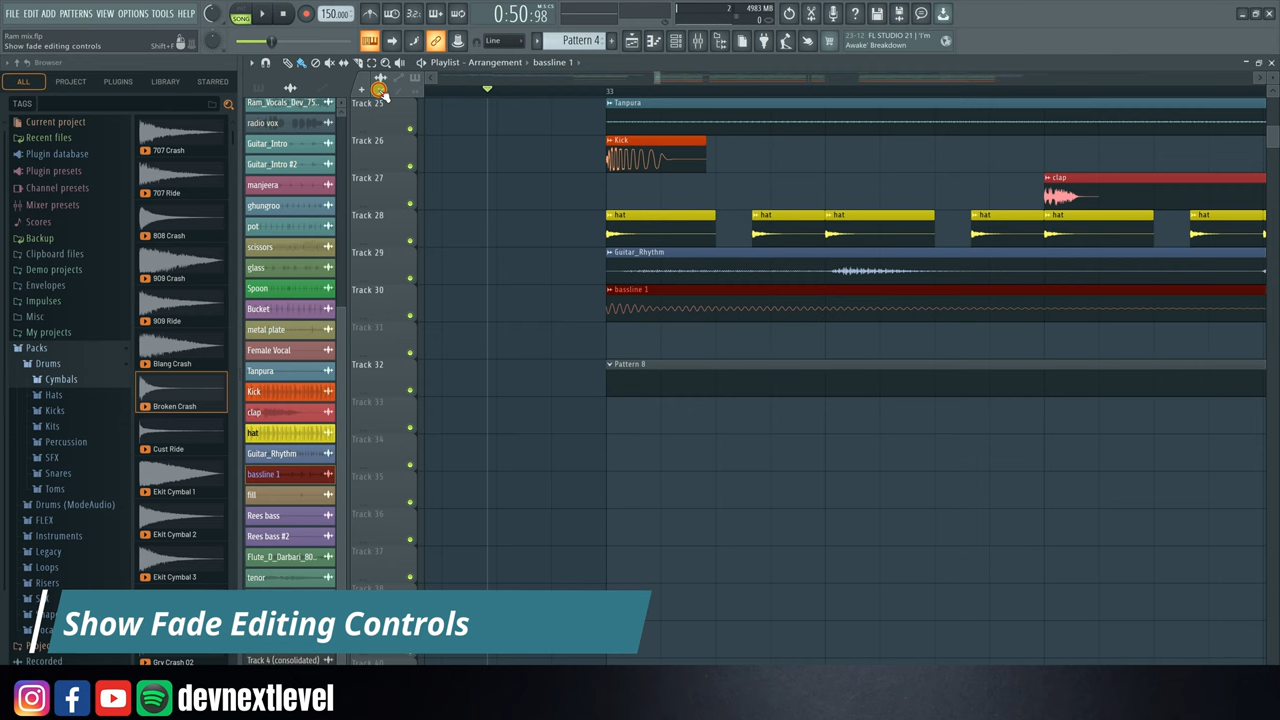 FILE EDIT ADD PATTERNS VIEW OPTIONS TOOLS HELP
SONG
150.000
3.2:
0:50:98
2
4983 MB
0
Ram mix.flp
Show fade editing controls
Shift+F
Line
Pattern 4
23-12 FL STUDIO 21 | 'I'm
Awake' Breakdown
Browser
ALL
PROJECT
PLUGINS
LIBRARY
STARRED
TAGS
Current project
Recent files
Plugin database
Plugin presets
Channel presets
Mixer presets
Scores
Backup
Clipboard files
Demo projects
Envelopes
Impulses
Misc
My projects
Packs
Drums
Cymbals
Hats
Kicks
Kits
Percussion
SFX
Snares
Toms
Drums (ModeAudio)
FLEX
Instruments
Legacy
Loops
Risers
Recorded
707 Crash
707 Ride
808 Crash
909 Crash
909 Ride
Blang Crash
Broken Crash
Cust Ride
Ekit Cymbal 1
Ekit Cymbal 2
Ekit Cymbal 3
Gry Crash 02
Ram_Vocals_Dev_75..
radio vox
Guitar_Intro
Guitar_Intro #2
manjeera
ghungroo
pot
scissors
glass
Spoon
Bucket
metal plate
Female Vocal
Tanpura
Kick
clap
hat
Guitar_Rhythm
bassline 1
fill
Rees bass
Rees bass #2
Flute_D_Darbari_80..
tenor
Track 4 (consolidated)
Playlist - Arrangement › bassline 1 ›
33
Track 25
Track 26
Track 27
Track 28
Track 29
Track 30
Track 31
Track 32
Track 33
Track 34
Track 35
Track 36
Track 37
Track 38
Tanpura
Kick
clap
hat
hat
hat
hat
hat
hat
Guitar_Rhythm
bassline 1
Pattern 8
Show Fade Editing Controls
devnextlevel